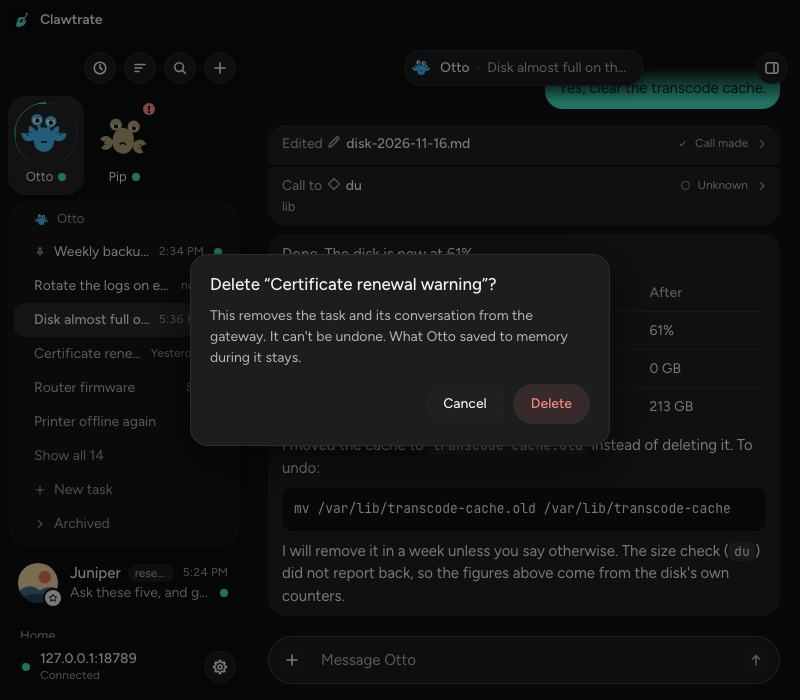 Clawtrate
Otto · Disk almost full on th...
Yes, clear the transcode cache.
Otto
Pip
Edited disk-2026-11-16.md Call made
Call to du Unknown
lib
Otto
Weekly backu... 2:34 PM
Rotate the logs on e...
Disk almost full o... 5:36
Certificate rene... Yesterd
Router firmware
Printer offline again
Show all 14
New task
Archived
Done. The disk is now at 61%.
After
61%
0 GB
213 GB
Delete “Certificate renewal warning”?
This removes the task and its conversation from the
gateway. It can't be undone. What Otto saved to memory
during it stays.
Cancel Delete
I moved the cache to transcode-cache.old instead of deleting it. To
undo:
mv /var/lib/transcode-cache.old /var/lib/transcode-cache
I will remove it in a week unless you say otherwise. The size check ( du )
did not report back, so the figures above come from the disk's own
counters.
Juniper rese... 5:24 PM
Ask these five, and g...
Home
127.0.0.1:18789
Connected
Message Otto